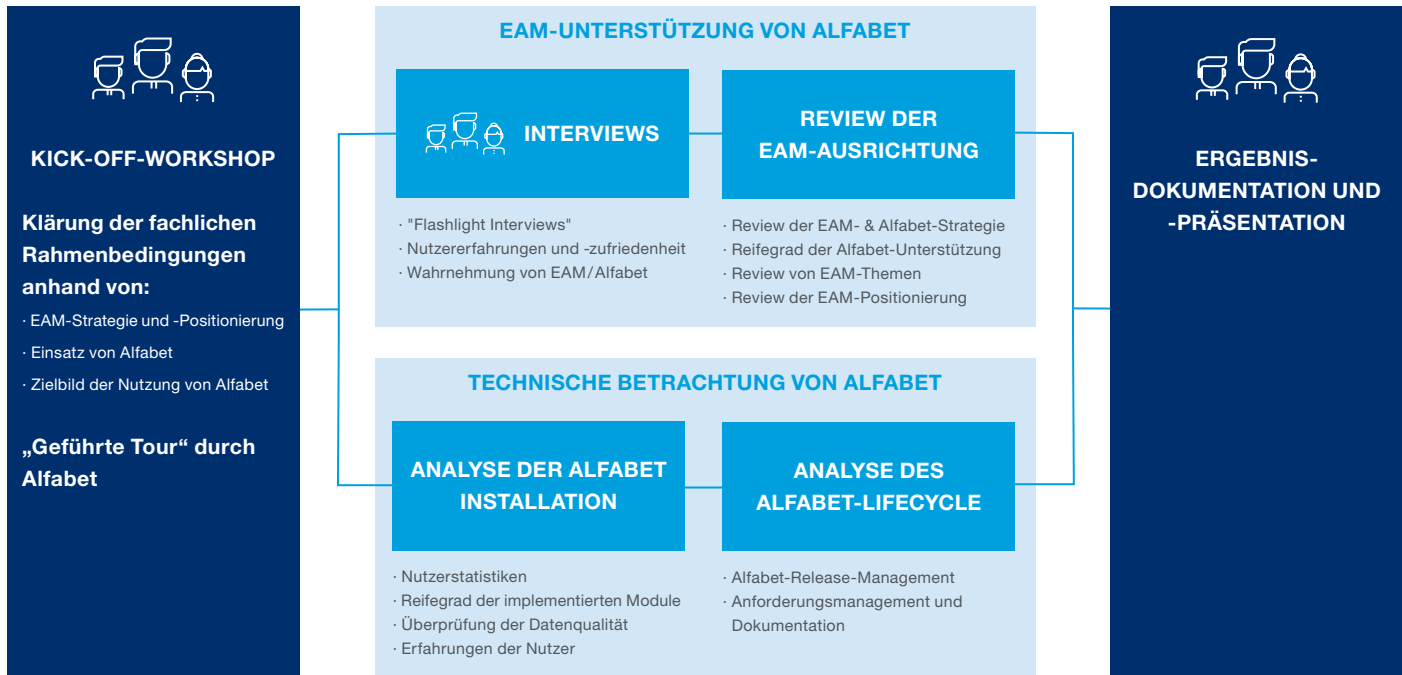 KICK-OFF-WORKSHOP
Klärung der fachlichen
Rahmenbedingungen
anhand von:
· EAM-Strategie und -Positionierung
· Einsatz von Alfabet
· Zielbild der Nutzung von Alfabet
„Geführte Tour“ durch
Alfabet
EAM-UNTERSTÜTZUNG VON ALFABET
INTERVIEWS
· "Flashlight Interviews"
· Nutzererfahrungen und -zufriedenheit
· Wahrnehmung von EAM/Alfabet
REVIEW DER
EAM-AUSRICHTUNG
· Review der EAM- & Alfabet-Strategie
· Reifegrad der Alfabet-Unterstützung
· Review von EAM-Themen
· Review der EAM-Positionierung
TECHNISCHE BETRACHTUNG VON ALFABET
ANALYSE DER ALFABET
INSTALLATION
· Nutzerstatistiken
· Reifegrad der implementierten Module
· Überprüfung der Datenqualität
· Erfahrungen der Nutzer
ANALYSE DES
ALFABET-LIFECYCLE
· Alfabet-Release-Management
· Anforderungsmanagement und
Dokumentation
ERGEBNIS-
DOKUMENTATION UND
-PRÄSENTATION